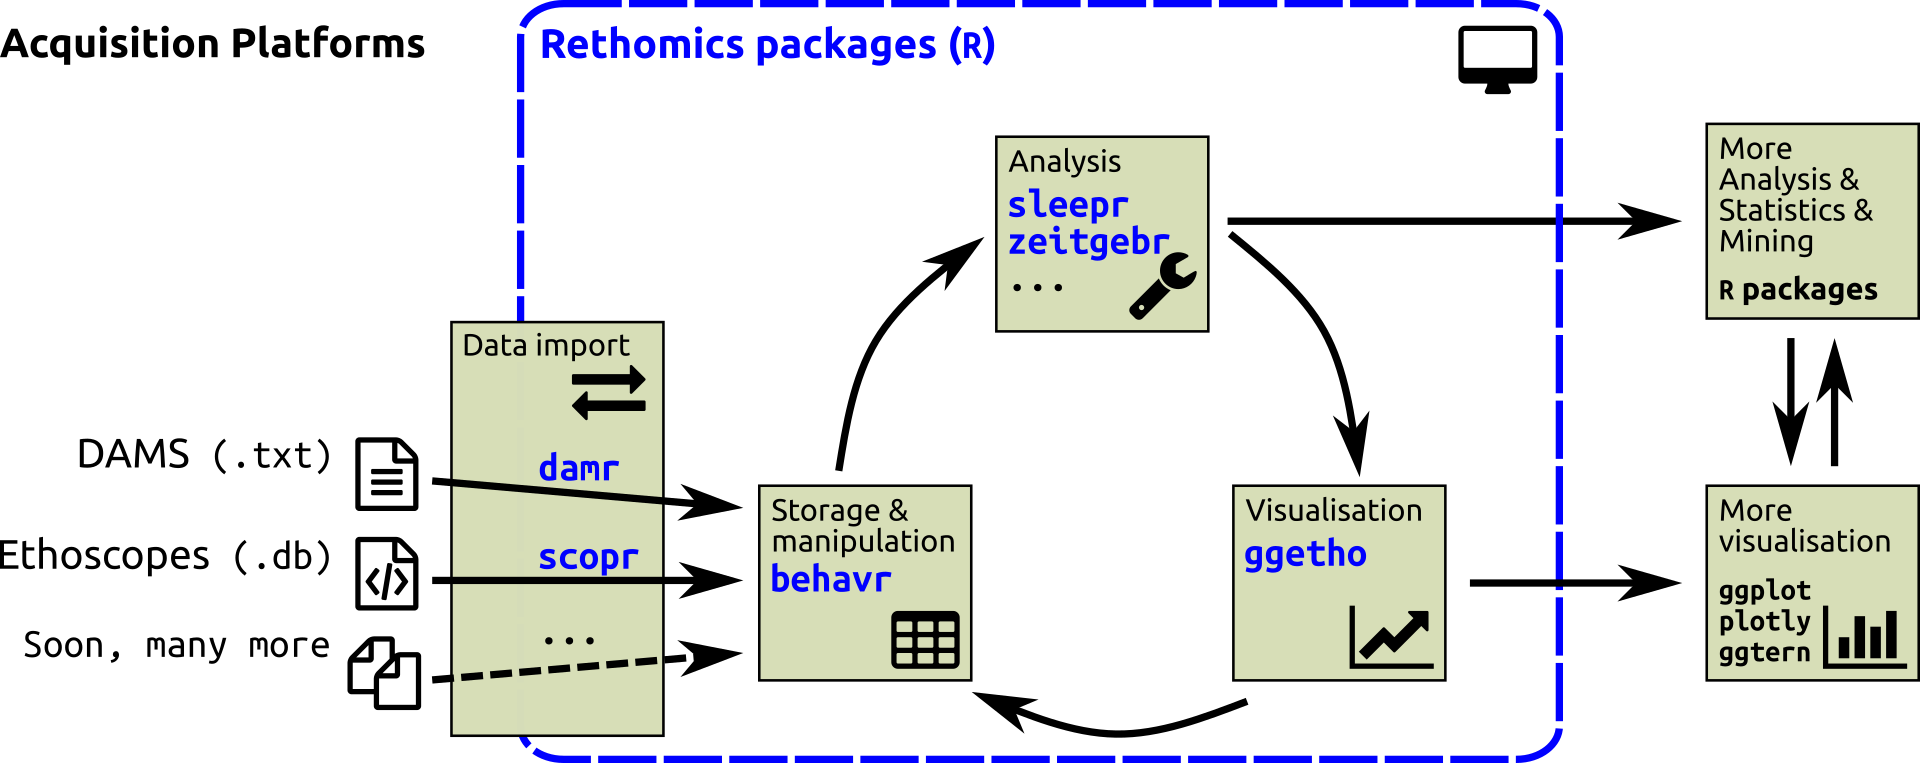 Acquisition Platforms
Rethomics packages (R)
Data import
DAMS (.txt)
damr
Ethoscopes (.db)
scopr
Soon, many more
...
Storage &
manipulation
behavr
Analysis
sleepr
zeitgebr
...
Visualisation
ggetho
More
Analysis &
Statistics &
Mining
R packages
More
visualisation
ggplot
plotly
ggtern